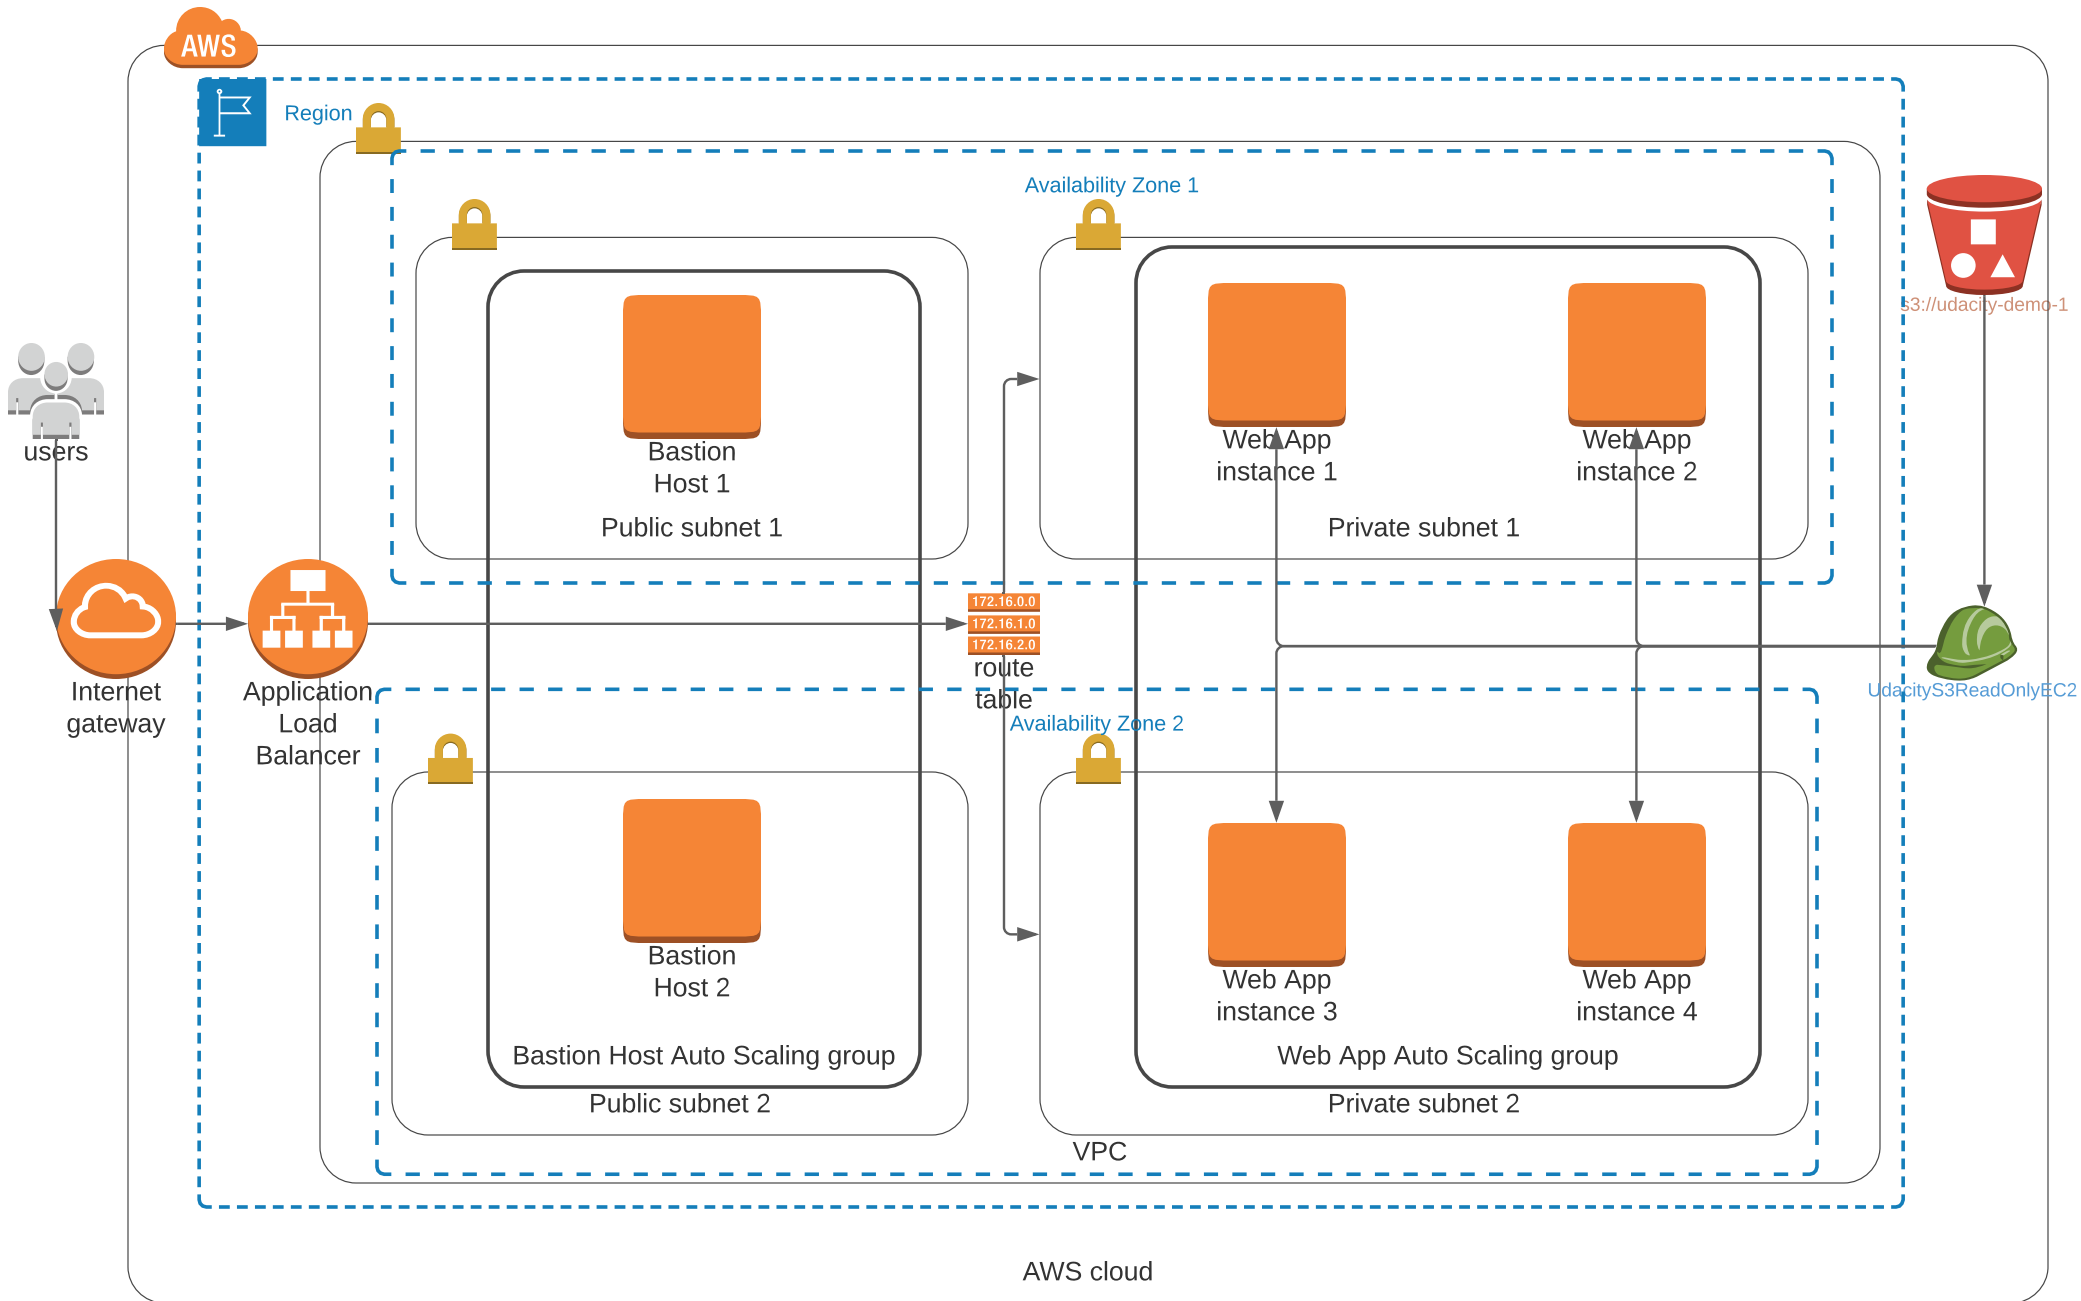 AWS
Region
Availability Zone 1
s3://udacity-demo-1
users
Bastion
Host 1
Public subnet 1
Web App
instance 1
Web App
instance 2
Private subnet 1
172.16.0.0
172.16.1.0
172.16.2.0
route
table
Internet
gateway
Application
Load
Balancer
UdacityS3ReadOnlyEC2
Availability Zone 2
Bastion
Host 2
Bastion Host Auto Scaling group
Public subnet 2
Web App
instance 3
Web App
instance 4
Web App Auto Scaling group
Private subnet 2
VPC
AWS cloud